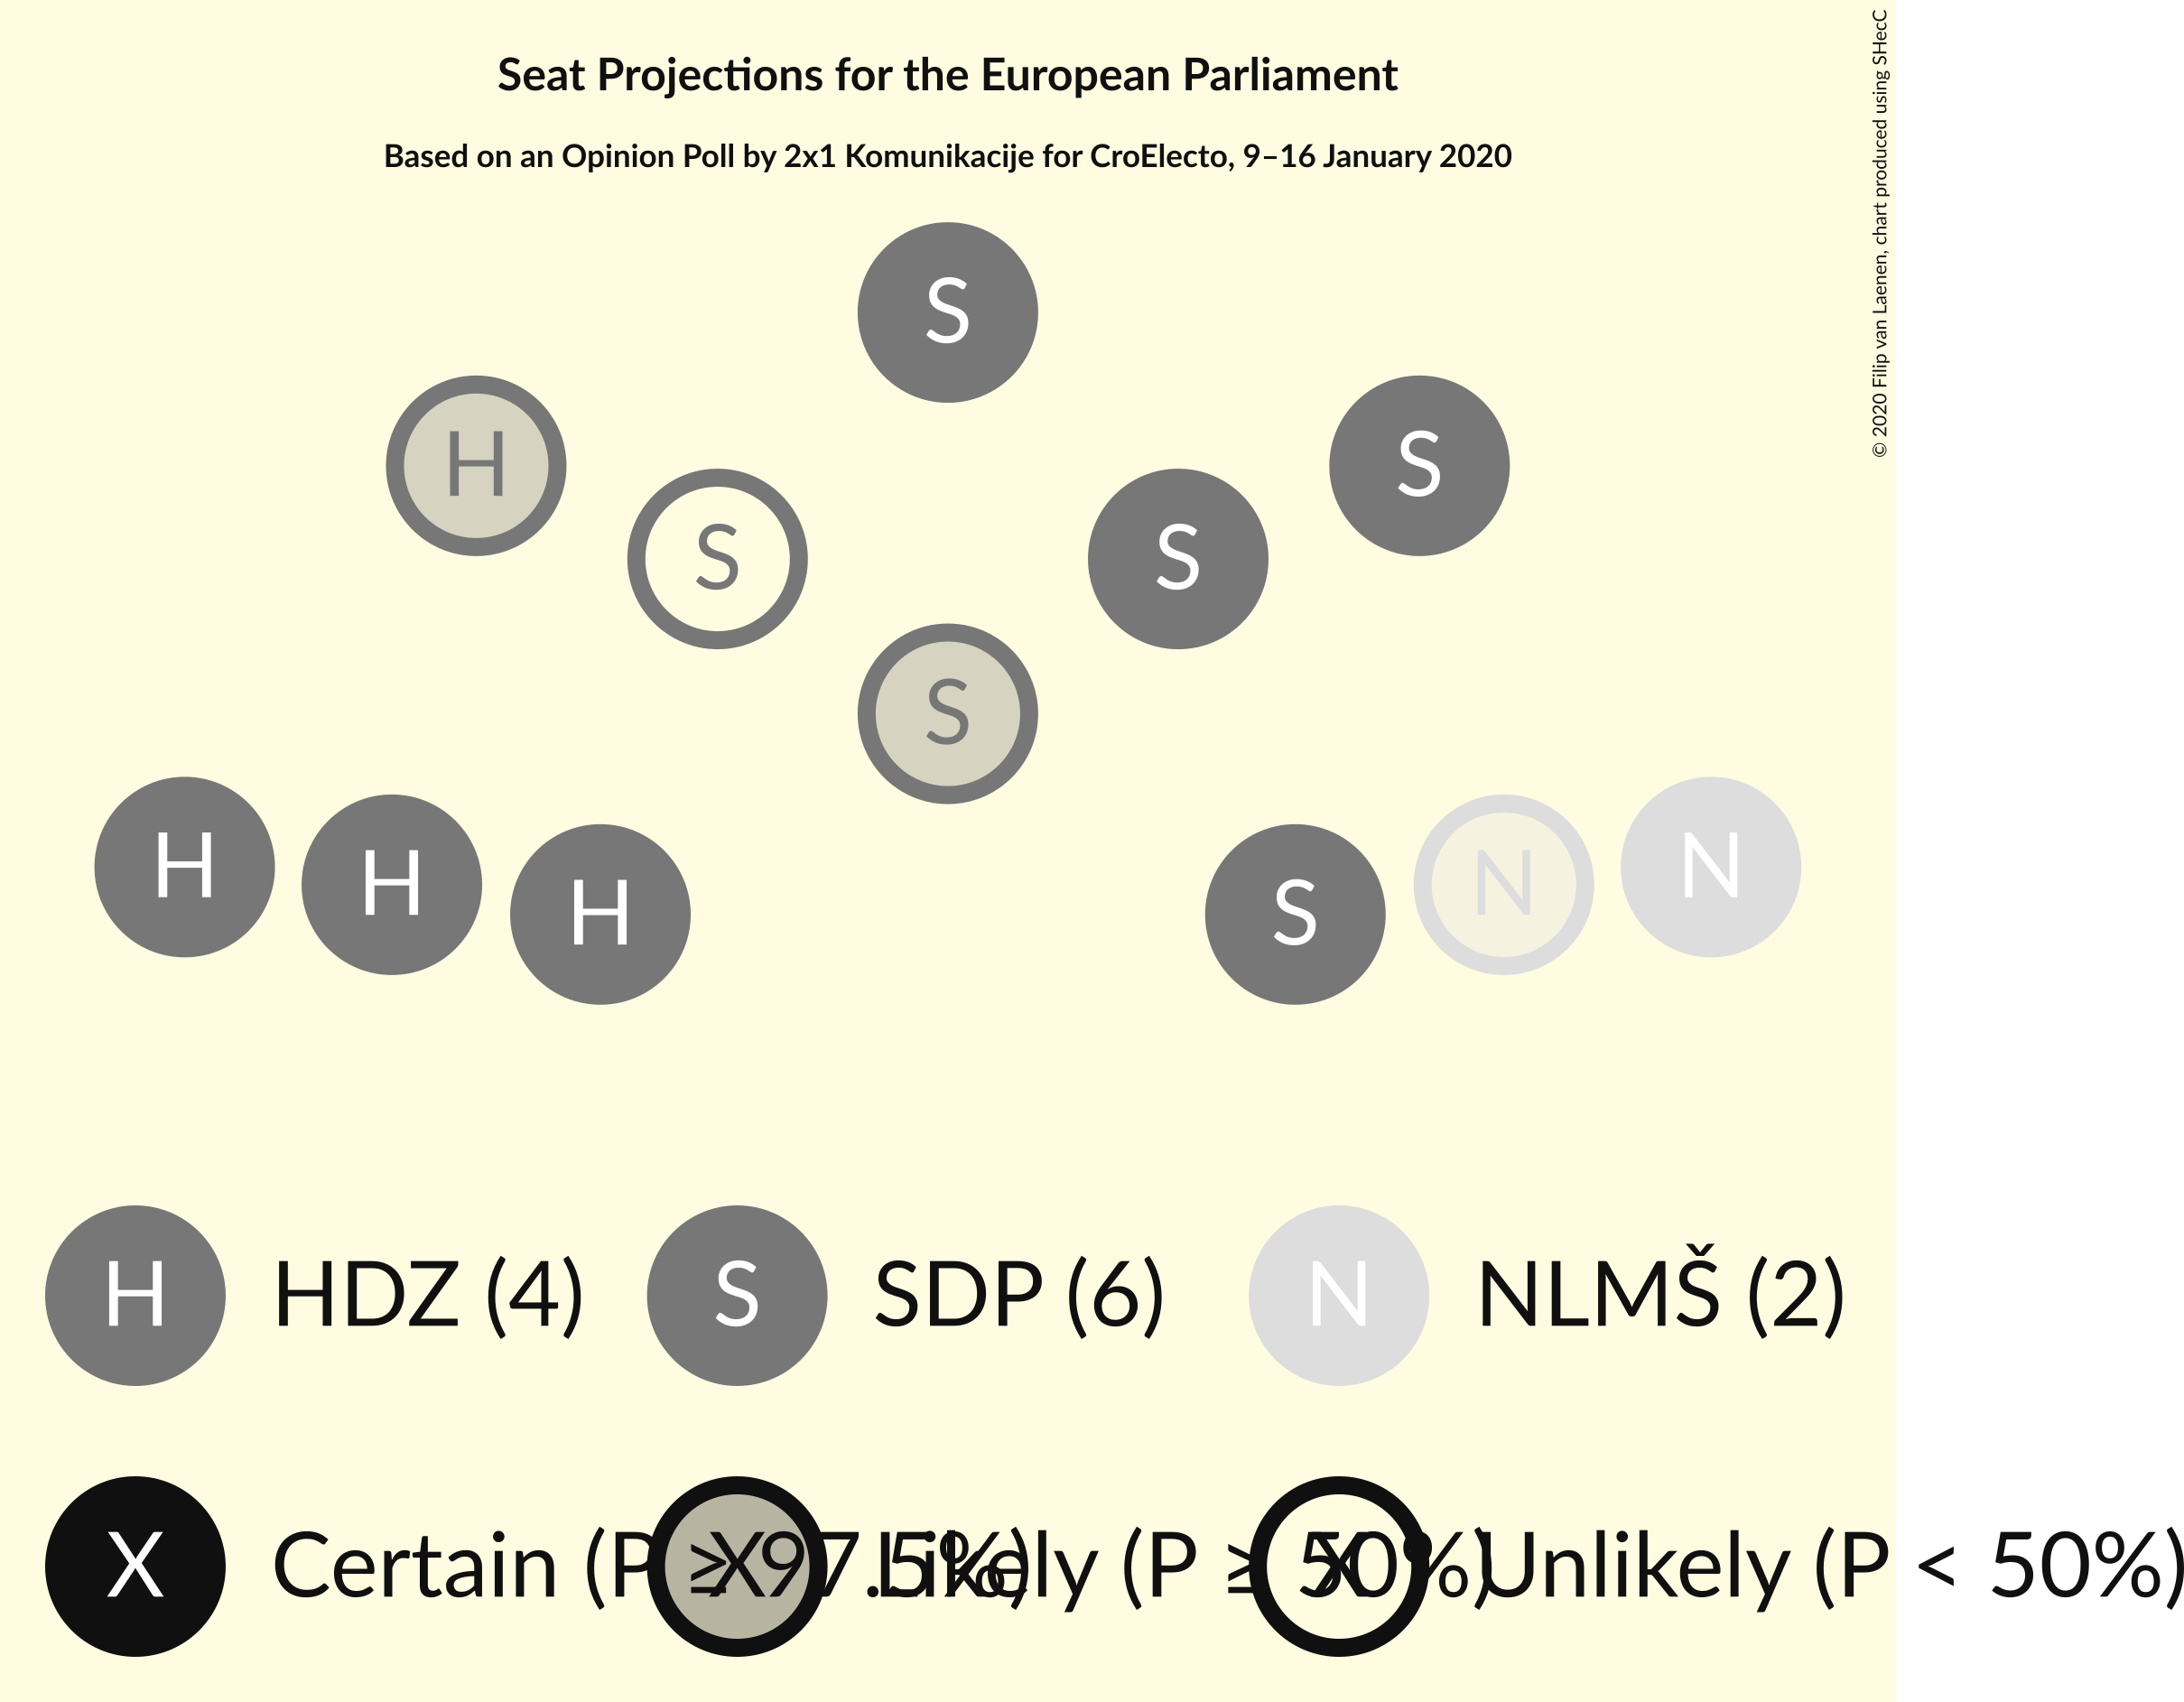 Seat Projections for the European Parliament
Based on an Opinion Poll by 2x1 Komunikacije for CroElecto, 9–16 January 2020
© 2020 Filip van Laenen, chart produced using SHecC
S
H
S
S
S
S
H
H
H
S
N
N
H HDZ (4)
S SDP (6)
N NLMŠ (2)
X Certain (P ≥ 97.5%)
X Likely (P ≥ 50%)
X Unlikely (P < 50%)